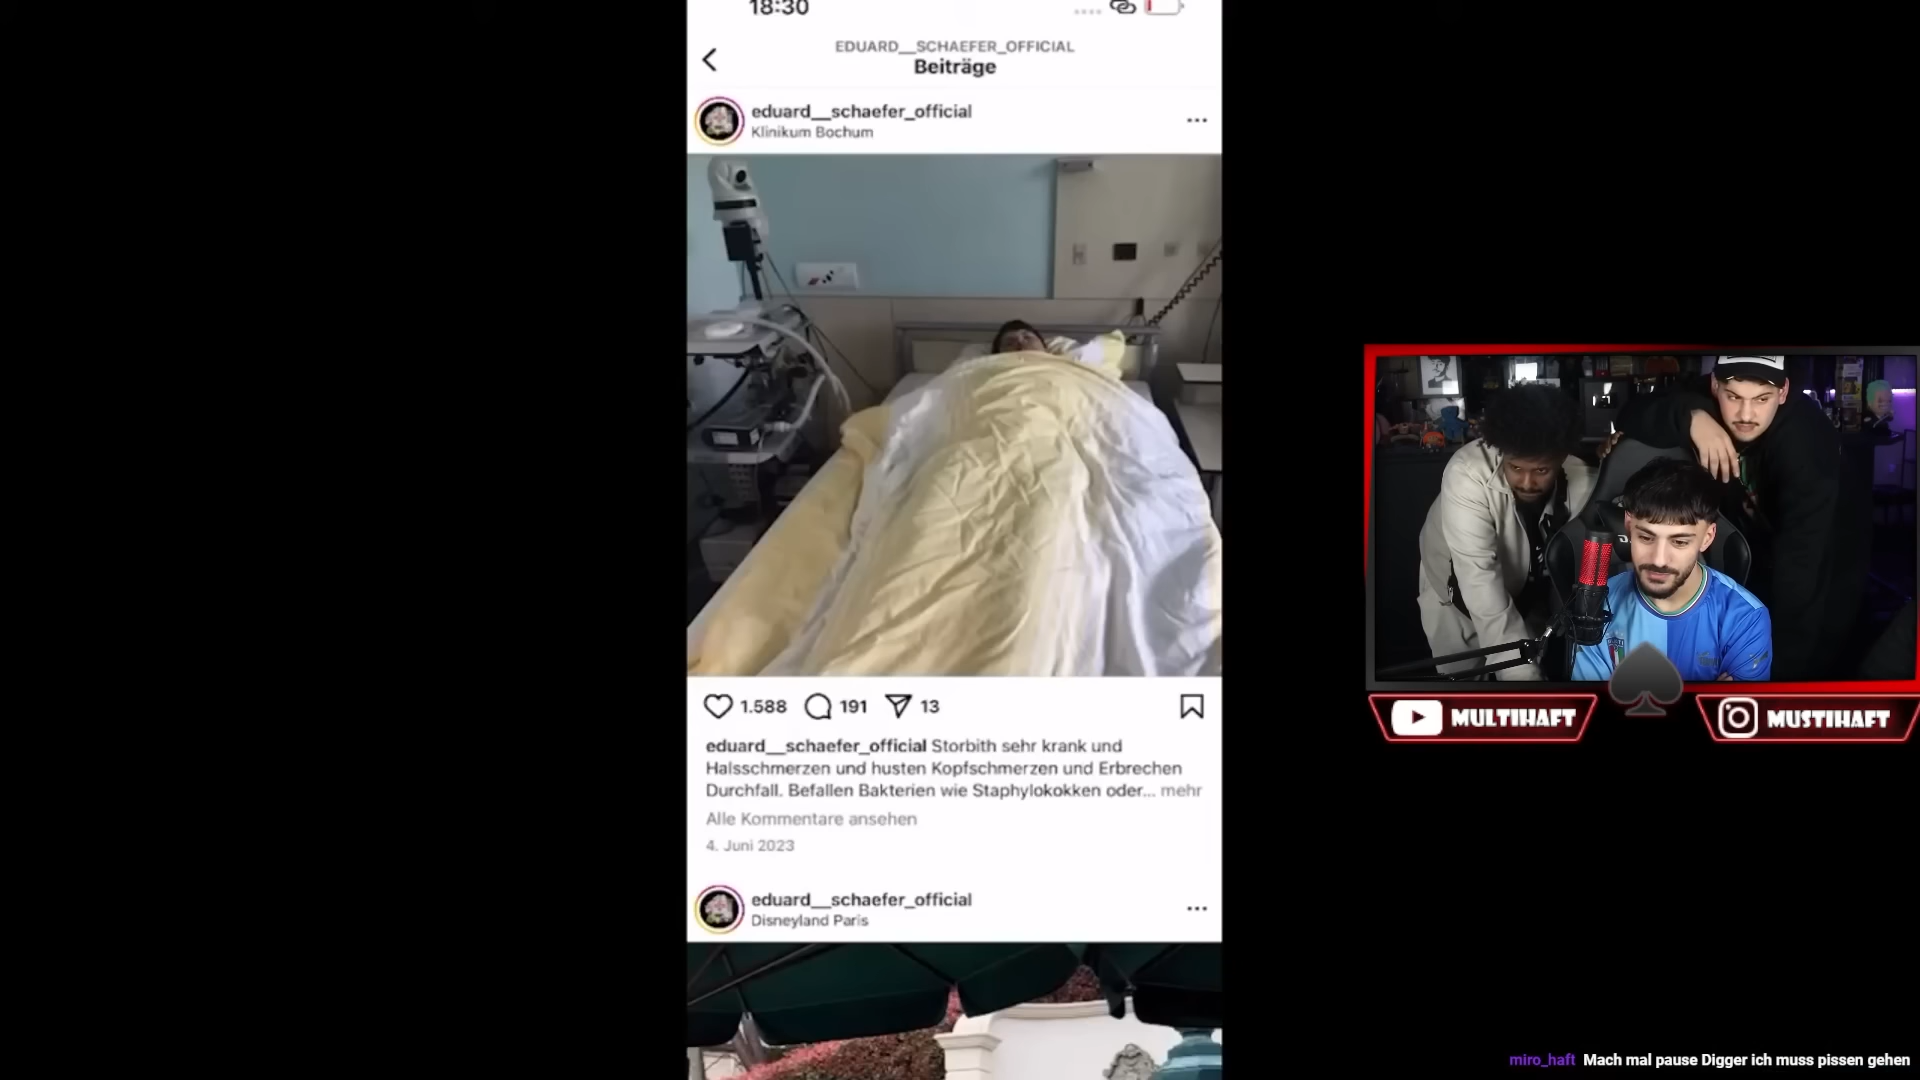 18:30
EDUARD__SCHAEFER_OFFICIAL
Beiträge
eduard__schaefer_official
Klinikum Bochum
1.588 191 13
eduard__schaefer_official Storbith sehr krank und
Halsschmerzen und husten Kopfschmerzen und Erbrechen
Durchfall. Befallen Bakterien wie Staphylokokken oder... mehr
Alle Kommentare ansehen
4. Juni 2023
eduard__schaefer_official
Disneyland Paris
MULTIHAFT
MUSTIHAFT
miro_haft Mach mal pause Digger ich muss pissen gehen